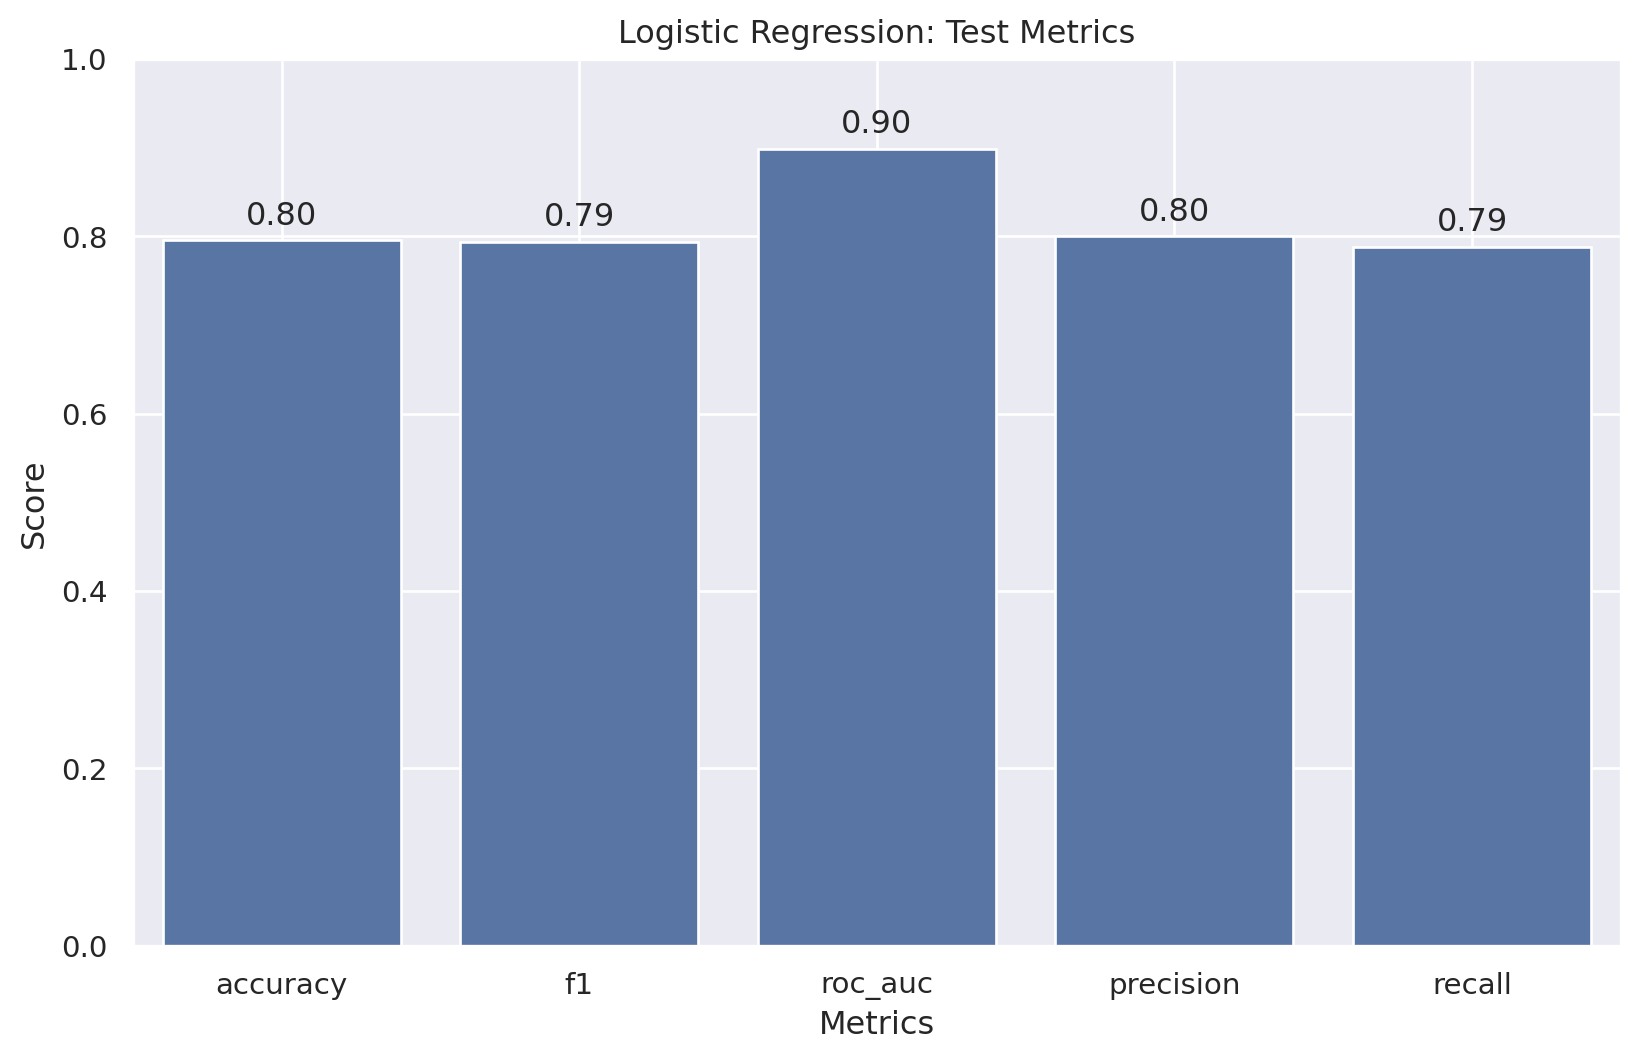 Logistic Regression: Test Metrics
1.0
0.8
0.6
0.4
0.2
0.0
Score
0.80
0.79
0.90
0.80
0.79
accuracy
f1
roc_auc
precision
recall
Metrics